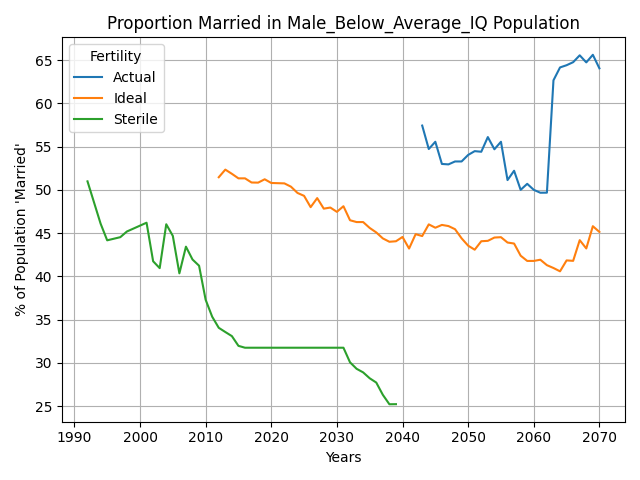 Proportion Married in Male_Below_Average_IQ Population
Fertility
Actual
Ideal
Sterile
% of Population 'Married'
65
60
55
50
45
40
35
30
25
1990 2000 2010 2020 2030 2040 2050 2060 2070
Years